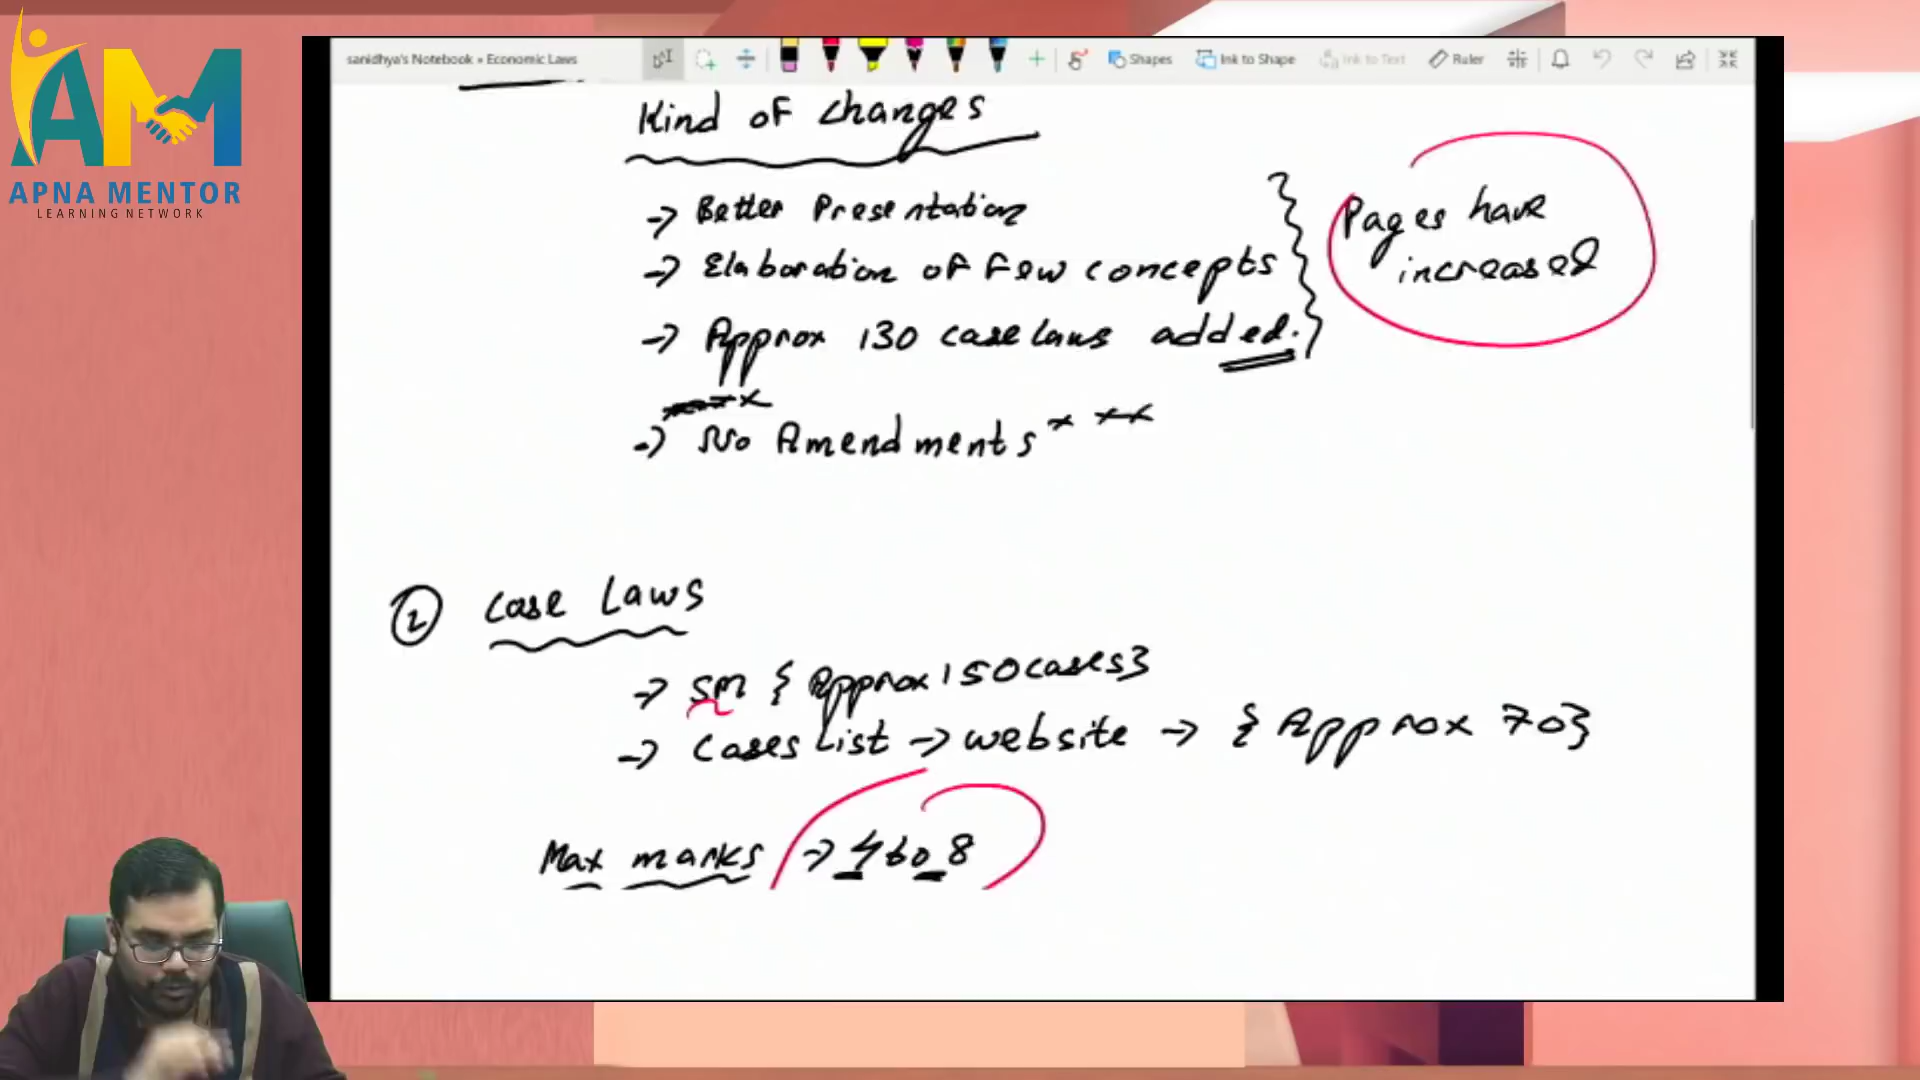 AM
APNA MENTOR
LEARNING NETWORK
sanidhya's Notebook » Economic Laws
Shapes
Ink to Shape
Ink to Text
Ruler
Kind of changes
→ Better Presentation
→ Elaboration of few concepts
→ Approx 130 case laws added.
Pages have
increased
→ No Amendments * **
② Case Laws
→ SM { Approx 150 cases }
→ Cases List → website → { Approx 70 }
Max marks → 4 to 8